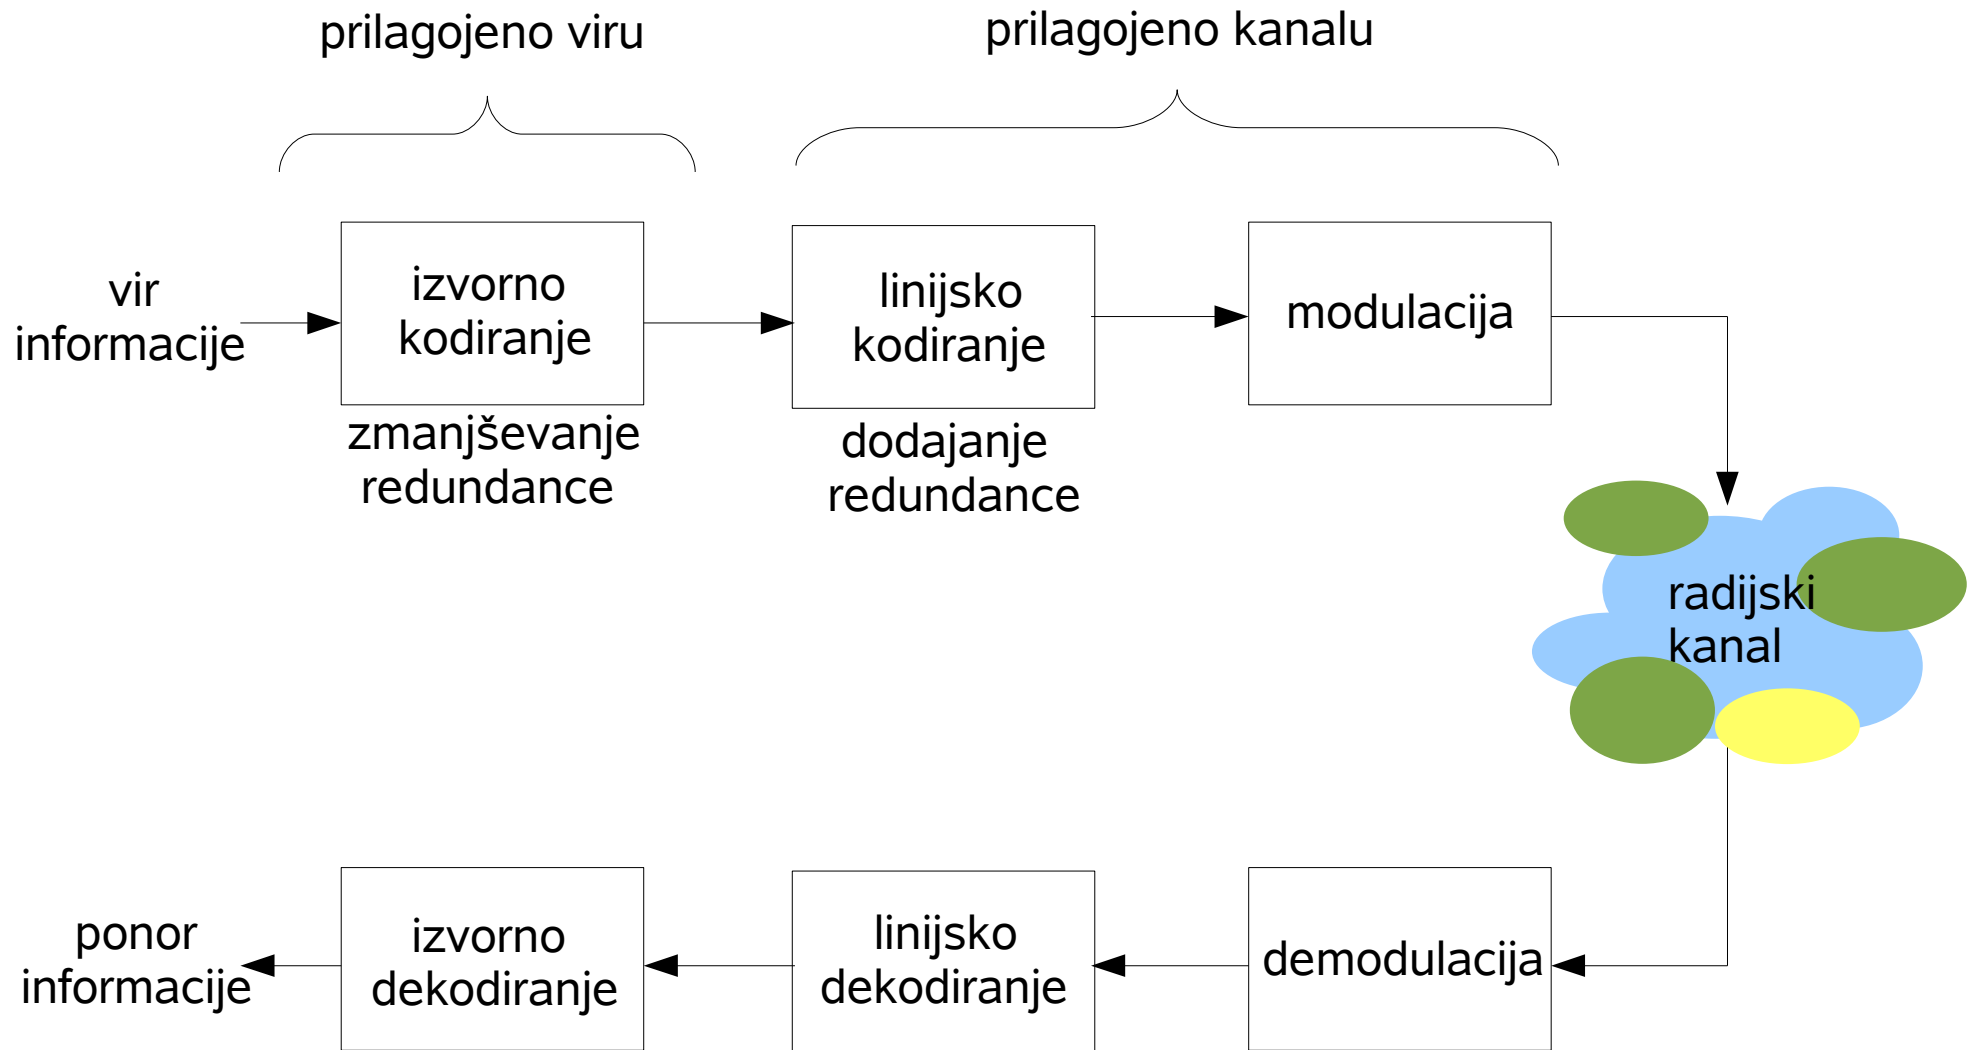 prilagojeno viru
prilagojeno kanalu
vir
informacije
izvorno
kodiranje
linijsko
kodiranje
modulacija
zmanjševanje
redundance
dodajanje
redundance
radijski
kanal
ponor
informacije
izvorno
dekodiranje
linijsko
dekodiranje
demodulacija